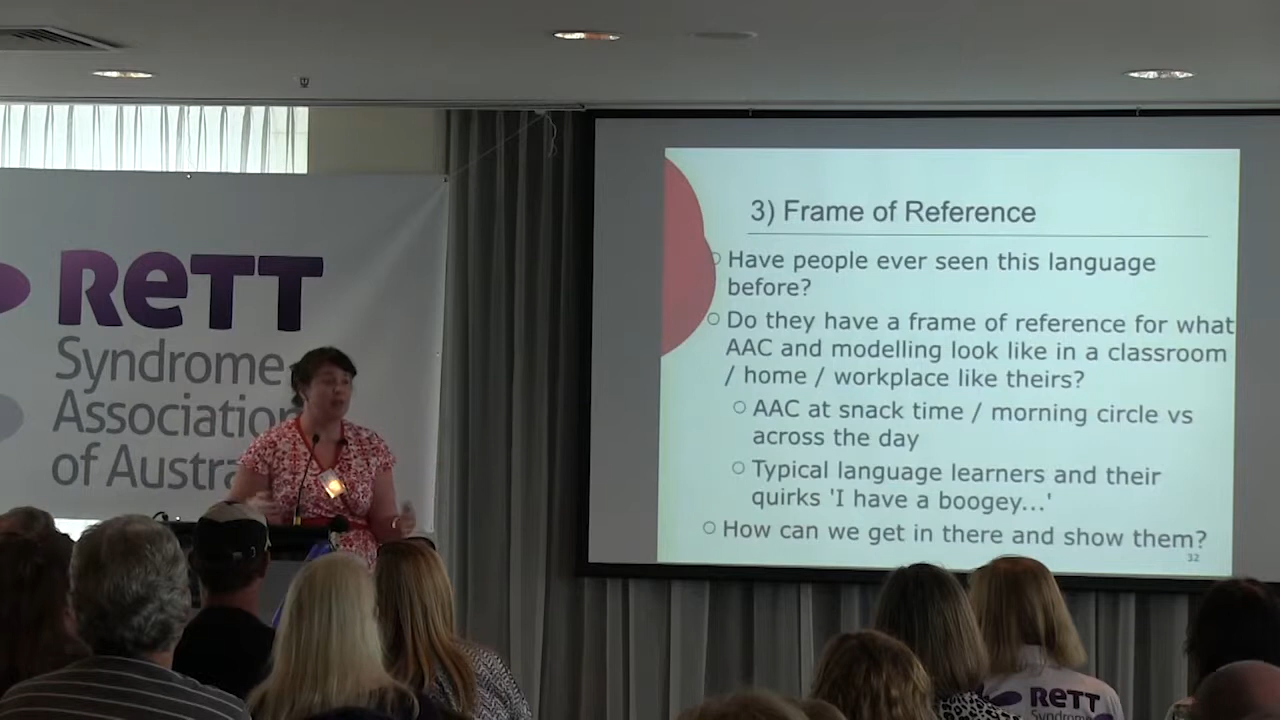 ReTT
Syndrome
Association
of Austra
3) Frame of Reference
○ Have people ever seen this language
before?
○ Do they have a frame of reference for what
AAC and modelling look like in a classroom
/ home / workplace like theirs?
○ AAC at snack time / morning circle vs
across the day
○ Typical language learners and their
quirks 'I have a boogey...'
○ How can we get in there and show them?
32
ReTT
Syndrom